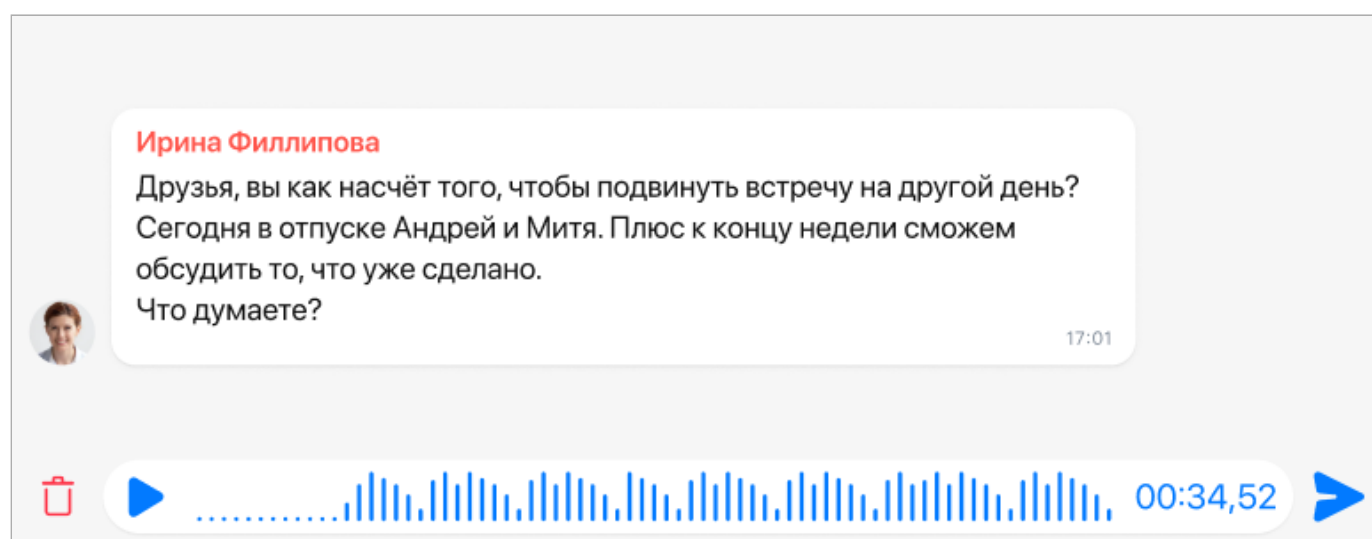 Ирина Филлипова
Друзья, вы как насчёт того, чтобы подвинуть встречу на другой день?
Сегодня в отпуске Андрей и Митя. Плюс к концу недели сможем
обсудить то, что уже сделано.
Что думаете?
17:01
00:34,52